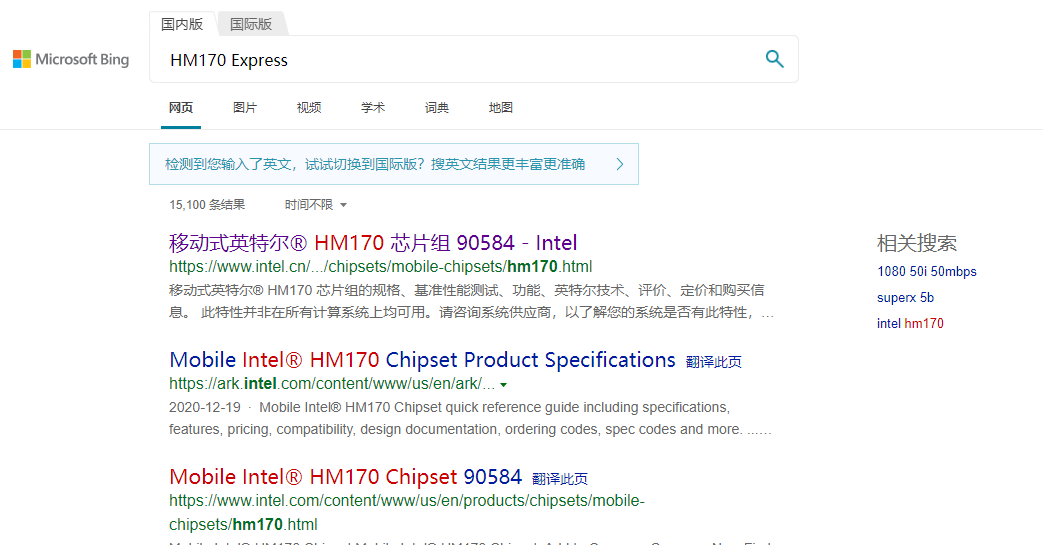 国内版 国际版
Microsoft Bing
HM170 Express
网页 图片 视频 学术 词典 地图
检测到您输入了英文，试试切换到国际版？搜英文结果更丰富更准确
15,100 条结果 时间不限
移动式英特尔® HM170 芯片组 90584 - Intel
https://www.intel.cn/.../chipsets/mobile-chipsets/hm170.html
移动式英特尔® HM170 芯片组的规格、基准性能测试、功能、英特尔技术、评价、定价和购买信
息。 此特性并非在所有计算系统上均可用。请咨询系统供应商，以了解您的系统是否有此特性，…
Mobile Intel® HM170 Chipset Product Specifications 翻译此页
https://ark.intel.com/content/www/us/en/ark/...
2020-12-19 · Mobile Intel® HM170 Chipset quick reference guide including specifications,
features, pricing, compatibility, design documentation, ordering codes, spec codes and more. ...…
Mobile Intel® HM170 Chipset 90584 翻译此页
https://www.intel.com/content/www/us/en/products/chipsets/mobile-
chipsets/hm170.html
相关搜索
1080 50i 50mbps
superx 5b
intel hm170